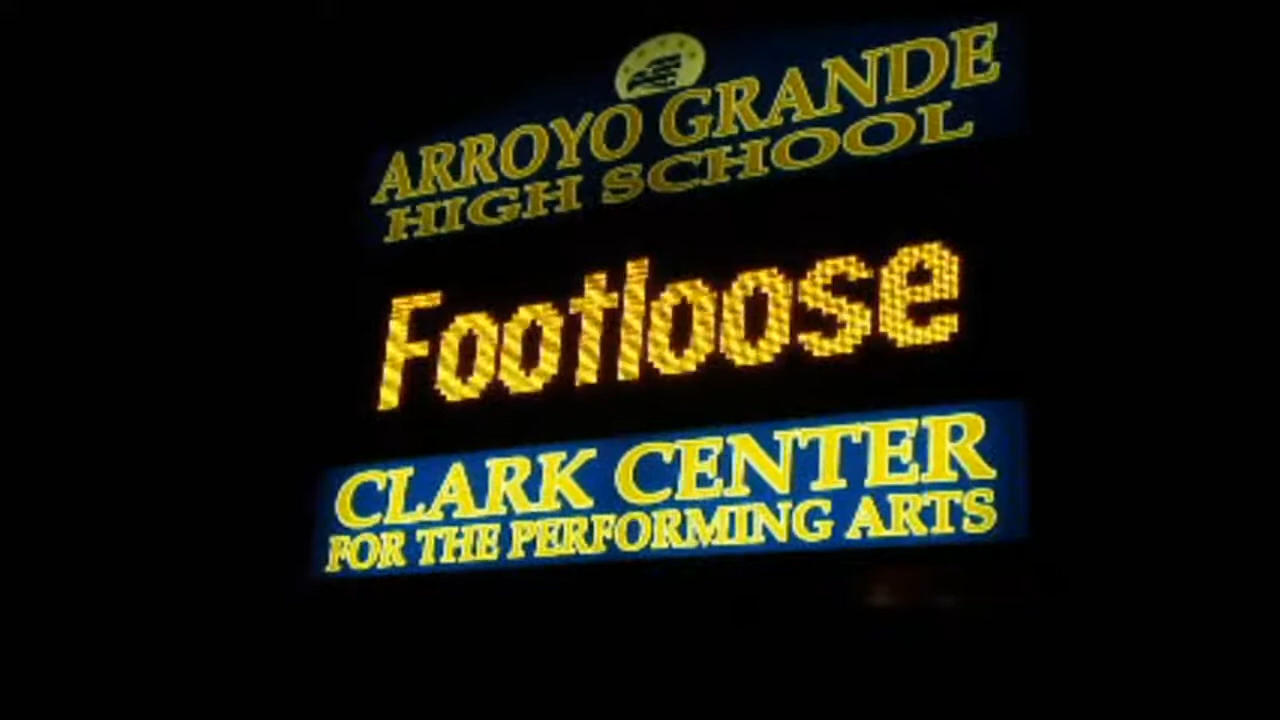 ARROYO GRANDE
HIGH SCHOOL
Footloose
CLARK CENTER
FOR THE PERFORMING ARTS